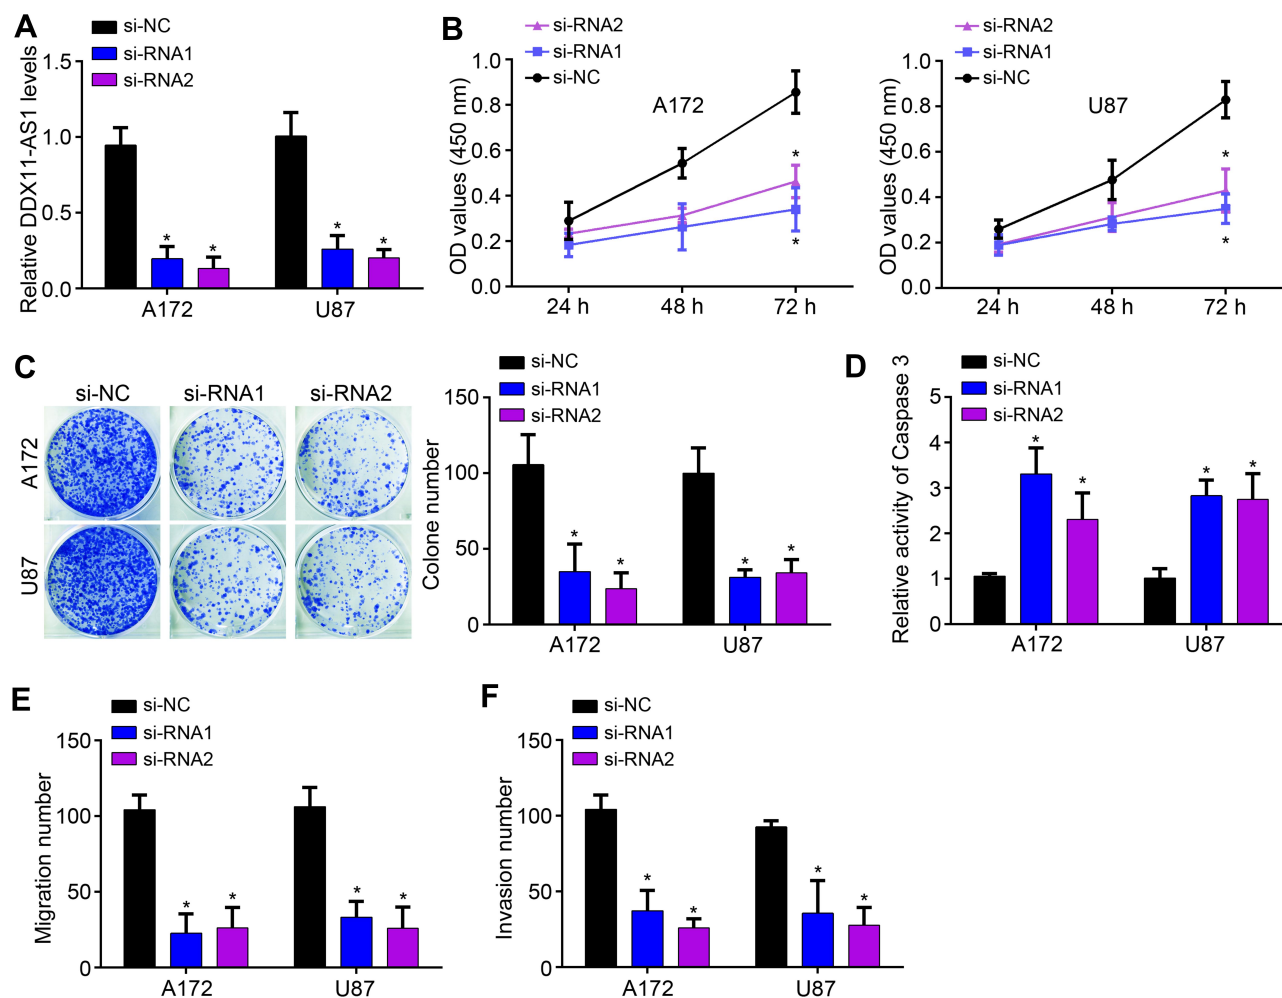 A
si-NC
si-RNA1
si-RNA2
Relative DDX11-AS1 levels
1.5
1.0
0.5
0.0
* * * *
A172 U87
B
si-RNA2
si-RNA1
si-NC
OD values (450 nm)
1.0
0.8
0.6
0.4
0.2
0.0
A172
*
*
24 h 48 h 72 h
si-RNA2
si-RNA1
si-NC
OD values (450 nm)
1.0
0.8
0.6
0.4
0.2
0.0
U87
*
*
24 h 48 h 72 h
C
si-NC si-RNA1 si-RNA2
A172
U87
si-NC
si-RNA1
si-RNA2
Colone number
150
100
50
0
* * * *
A172 U87
D
si-NC
si-RNA1
si-RNA2
Relative activity of Caspase 3
5
4
3
2
1
0
* * * *
A172 U87
E
si-NC
si-RNA1
si-RNA2
Migration number
150
100
50
0
* * * *
A172 U87
F
si-NC
si-RNA1
si-RNA2
Invasion number
150
100
50
0
* * * *
A172 U87